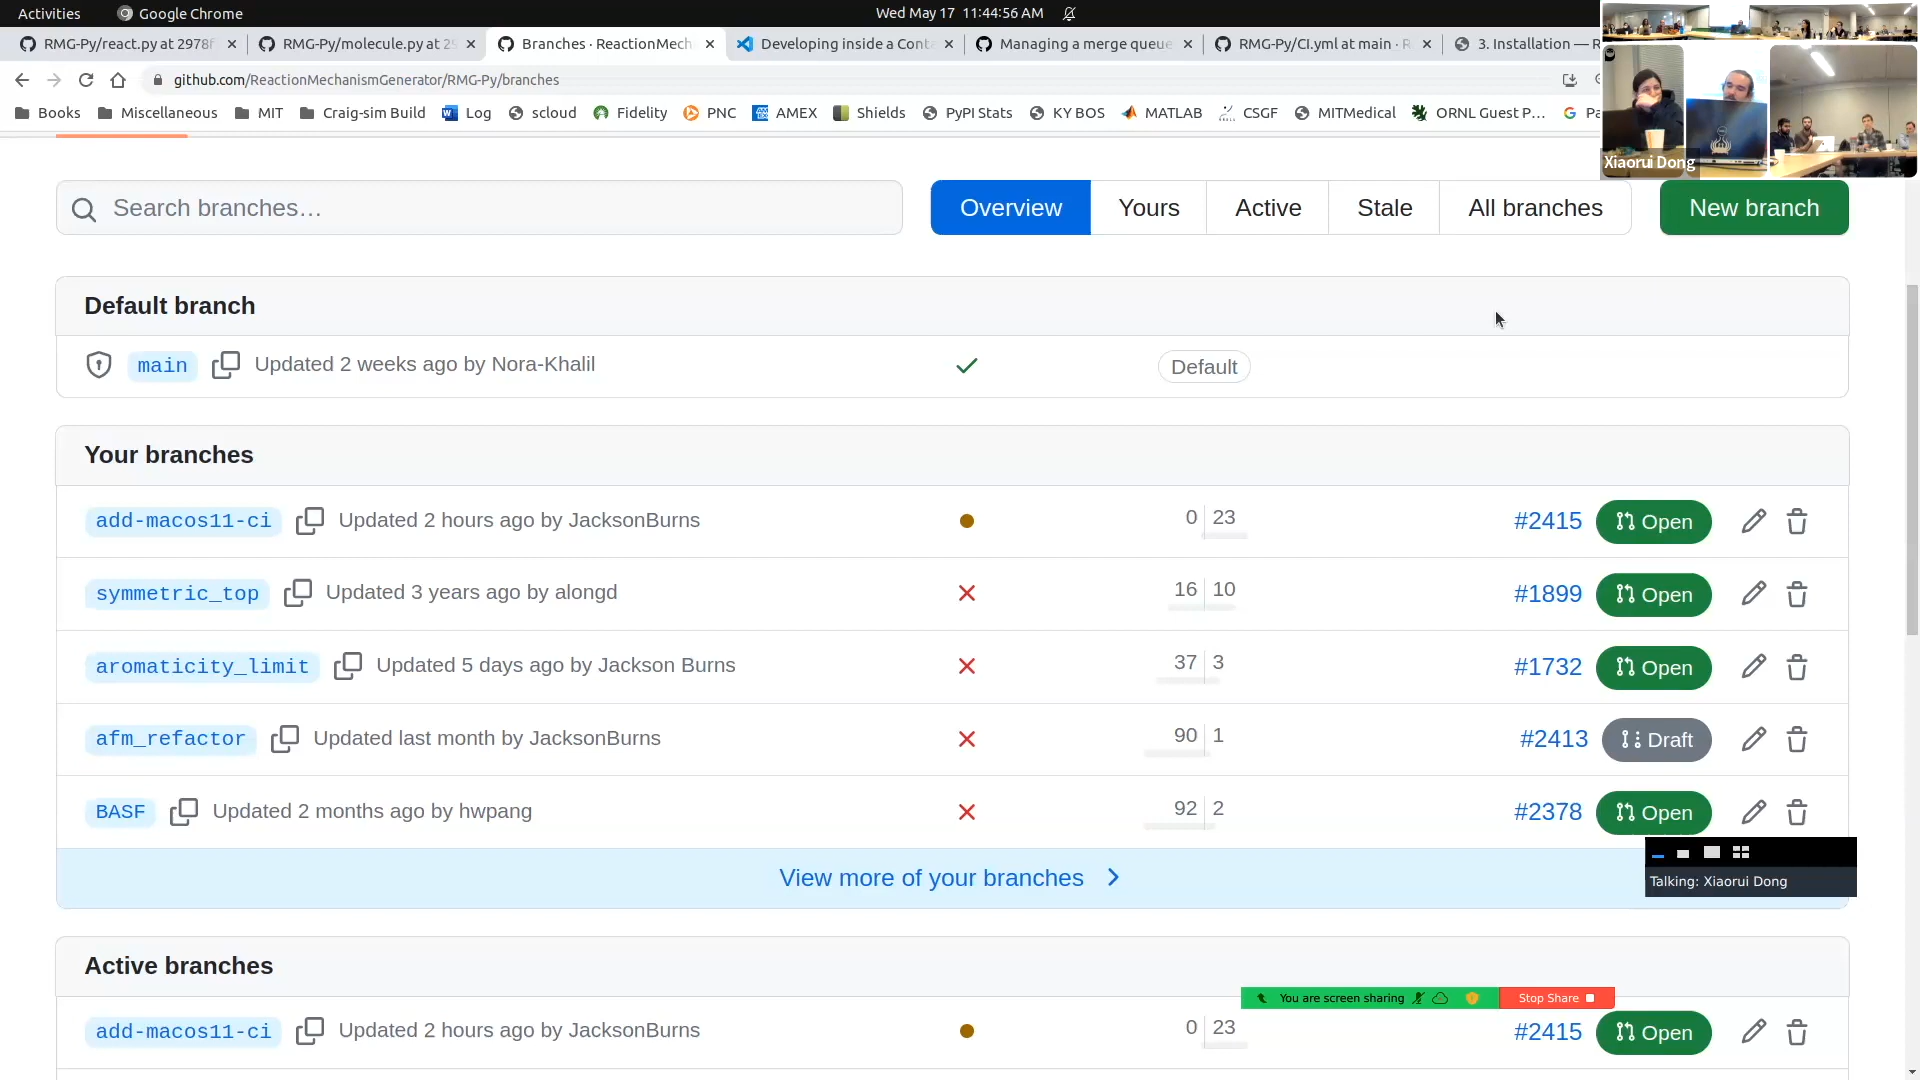 Activities
Google Chrome
Wed May 17 11:44:56 AM
RMG-Py/react.py at 2978f
RMG-Py/molecule.py at 29
Branches · ReactionMech
Developing inside a Conta
Managing a merge queue
RMG-Py/CI.yml at main · R
3. Installation — R
github.com/ReactionMechanismGenerator/RMG-Py/branches
Books
Miscellaneous
MIT
Craig-sim Build
Log
scloud
Fidelity
PNC
AMEX
Shields
PyPI Stats
KY BOS
MATLAB
CSGF
MITMedical
ORNL Guest P…
Pa
Xiaorui Dong
Search branches…
Overview
Yours
Active
Stale
All branches
New branch
Default branch
main Updated 2 weeks ago by Nora-Khalil Default
Your branches
add-macos11-ci Updated 2 hours ago by JacksonBurns 0 23 #2415 Open
symmetric_top Updated 3 years ago by alongd 16 10 #1899 Open
aromaticity_limit Updated 5 days ago by Jackson Burns 37 3 #1732 Open
afm_refactor Updated last month by JacksonBurns 90 1 #2413 Draft
BASF Updated 2 months ago by hwpang 92 2 #2378 Open
View more of your branches
Talking: Xiaorui Dong
Active branches
You are screen sharing
Stop Share
add-macos11-ci Updated 2 hours ago by JacksonBurns 0 23 #2415 Open